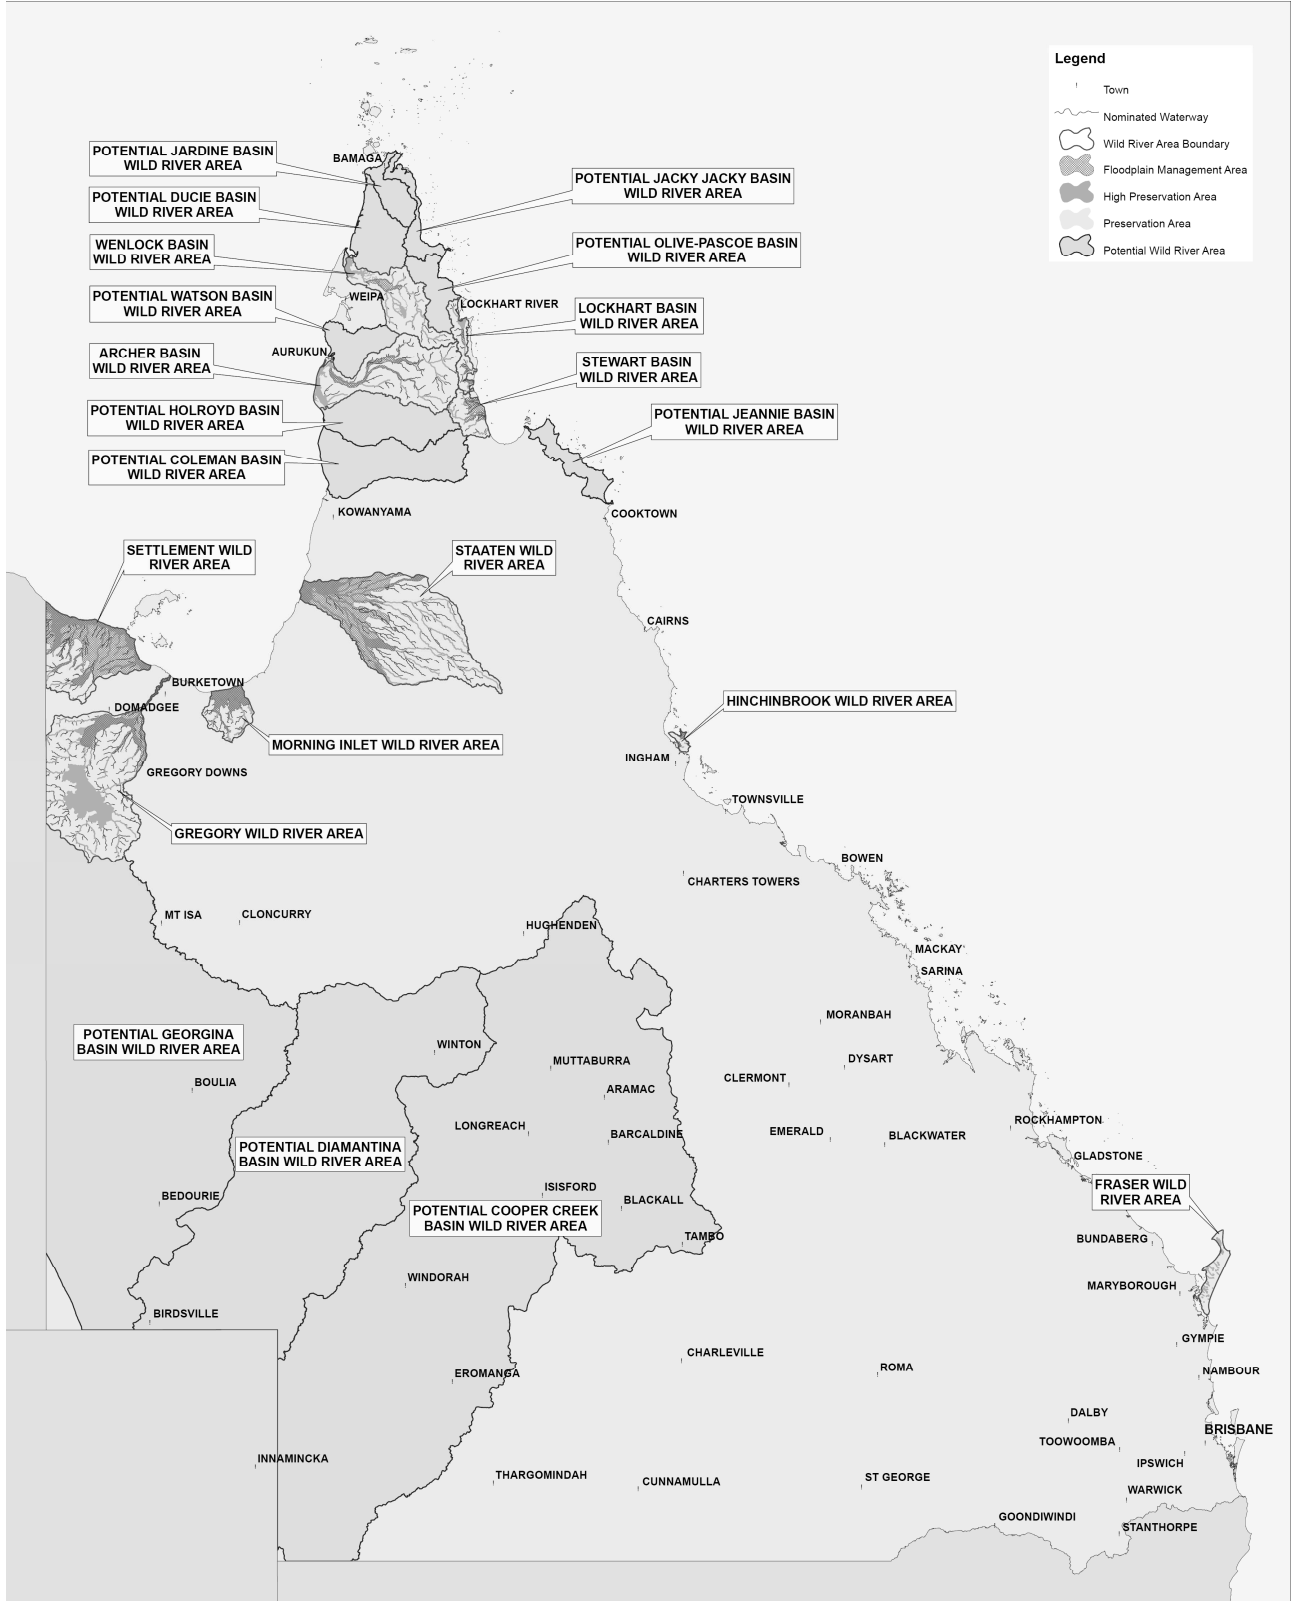 Legend
Town
Nominated Waterway
Wild River Area Boundary
Floodplain Management Area
High Preservation Area
Preservation Area
Potential Wild River Area
POTENTIAL JARDINE BASIN
WILD RIVER AREA
BAMAGA
POTENTIAL JACKY JACKY BASIN
WILD RIVER AREA
POTENTIAL DUCIE BASIN
WILD RIVER AREA
WENLOCK BASIN
WILD RIVER AREA
POTENTIAL OLIVE-PASCOE BASIN
WILD RIVER AREA
POTENTIAL WATSON BASIN
WILD RIVER AREA
WEIPA
LOCKHART RIVER
LOCKHART BASIN
WILD RIVER AREA
ARCHER BASIN
WILD RIVER AREA
AURUKUN
STEWART BASIN
WILD RIVER AREA
POTENTIAL HOLROYD BASIN
WILD RIVER AREA
POTENTIAL JEANNIE BASIN
WILD RIVER AREA
POTENTIAL COLEMAN BASIN
WILD RIVER AREA
KOWANYAMA
COOKTOWN
SETTLEMENT WILD
RIVER AREA
STAATEN WILD
RIVER AREA
CAIRNS
BURKETOWN
DOMADGEE
HINCHINBROOK WILD RIVER AREA
MORNING INLET WILD RIVER AREA
INGHAM
GREGORY DOWNS
TOWNSVILLE
GREGORY WILD RIVER AREA
BOWEN
CHARTERS TOWERS
MT ISA
CLONCURRY
HUGHENDEN
MACKAY
SARINA
MORANBAH
POTENTIAL GEORGINA
BASIN WILD RIVER AREA
WINTON
MUTTABURRA
DYSART
BOULIA
CLERMONT
ARAMAC
LONGREACH
BARCALDINE
EMERALD
BLACKWATER
ROCKHAMPTON
POTENTIAL DIAMANTINA
BASIN WILD RIVER AREA
GLADSTONE
FRASER WILD
RIVER AREA
BEDOURIE
ISISFORD
BLACKALL
POTENTIAL COOPER CREEK
BASIN WILD RIVER AREA
TAMBO
BUNDABERG
WINDORAH
MARYBOROUGH
BIRDSVILLE
GYMPIE
CHARLEVILLE
ROMA
NAMBOUR
EROMANGA
DALBY
BRISBANE
TOOWOOMBA
INNAMINCKA
IPSWICH
THARGOMINDAH
CUNNAMULLA
ST GEORGE
WARWICK
GOONDIWINDI
STANTHORPE